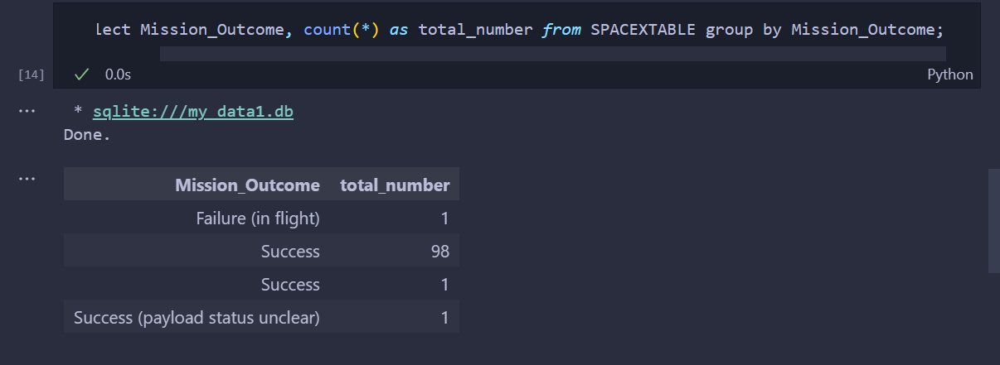 lect Mission_Outcome, count(*) as total_number from SPACEXTABLE group by Mission_Outcome;
[14] 0.0s Python
* sqlite:///my_data1.db
Done.
Mission_Outcome total_number
Failure (in flight) 1
Success 98
Success 1
Success (payload status unclear) 1